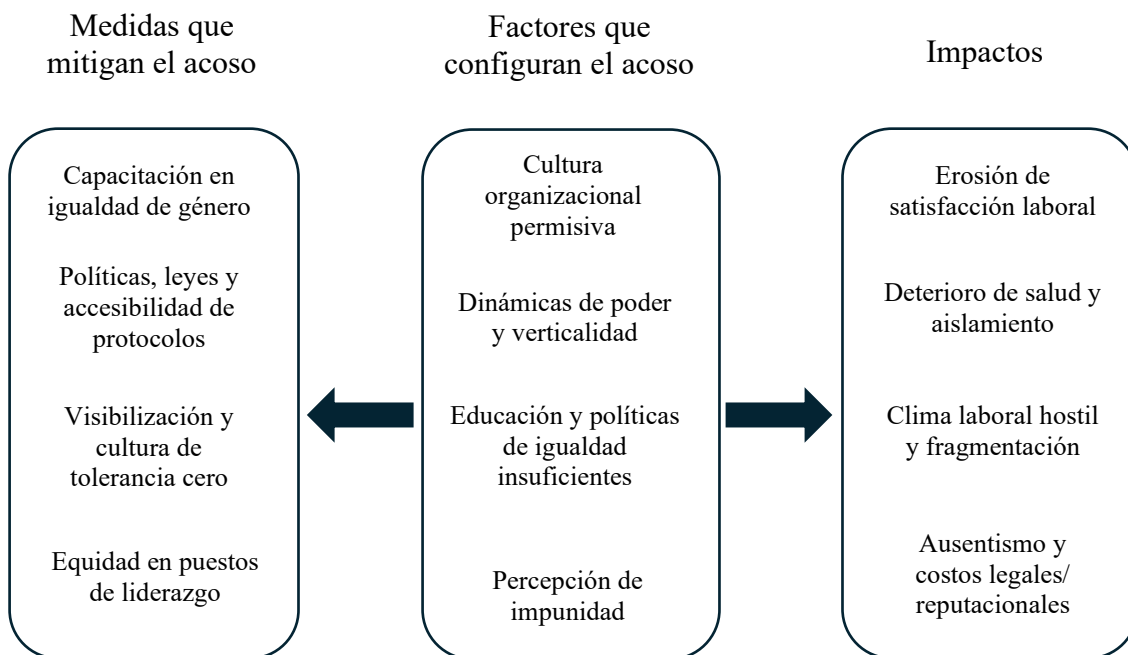 Medidas que
mitigan el acoso
Capacitación en
igualdad de género
Políticas, leyes y
accesibilidad de
protocolos
Visibilización y
cultura de
tolerancia cero
Equidad en puestos
de liderazgo
Factores que
configuran el acoso
Cultura
organizacional
permisiva
Dinámicas de poder
y verticalidad
Educación y políticas
de igualdad
insuficientes
Percepción de
impunidad
Impactos
Erosión de
satisfacción laboral
Deterioro de salud y
aislamiento
Clima laboral hostil
y fragmentación
Ausentismo y
costos legales/
reputacionales